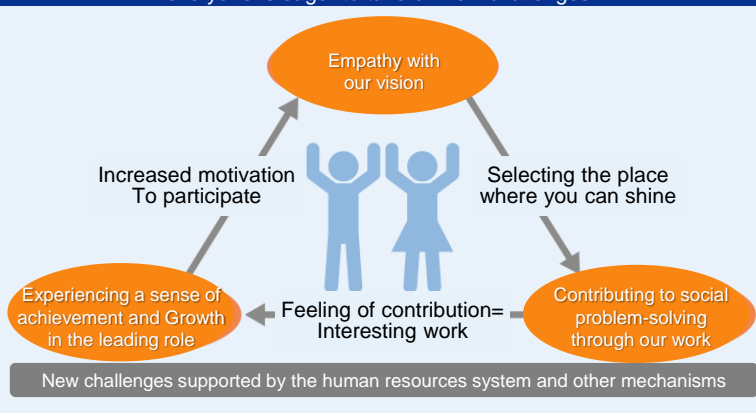 Empathy with
our vision
Increased motivation
To participate
Selecting the place
where you can shine
Experiencing a sense of
achievement and Growth
in the leading role
Feeling of contribution=
Interesting work
Contributing to social
problem-solving
through our work
New challenges supported by the human resources system and other mechanisms